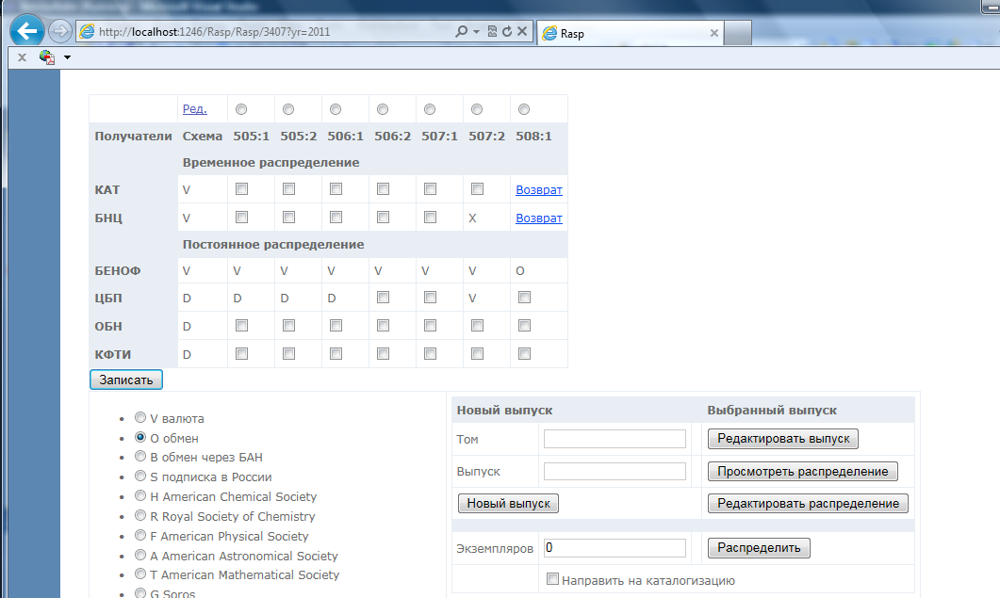 http://localhost:1246/Rasp/Rasp/3407?yr=2011
Rasp
Ред.
Получатели Схема 505:1 505:2 506:1 506:2 507:1 507:2 508:1
Временное распределение
КАТ V Возврат
БНЦ V X Возврат
Постоянное распределение
БЕНОФ V V V V V V V O
ЦБП D D D D V
ОБН D
КФТИ D
Записать
V валюта
O обмен
B обмен через БАН
S подписка в России
H American Chemical Society
R Royal Society of Chemistry
F American Physical Society
A American Astronomical Society
T American Mathematical Society
G Soros
Новый выпуск Выбранный выпуск
Том Редактировать выпуск
Выпуск Просмотреть распределение
Новый выпуск Редактировать распределение
Экземпляров 0 Распределить
Направить на каталогизацию